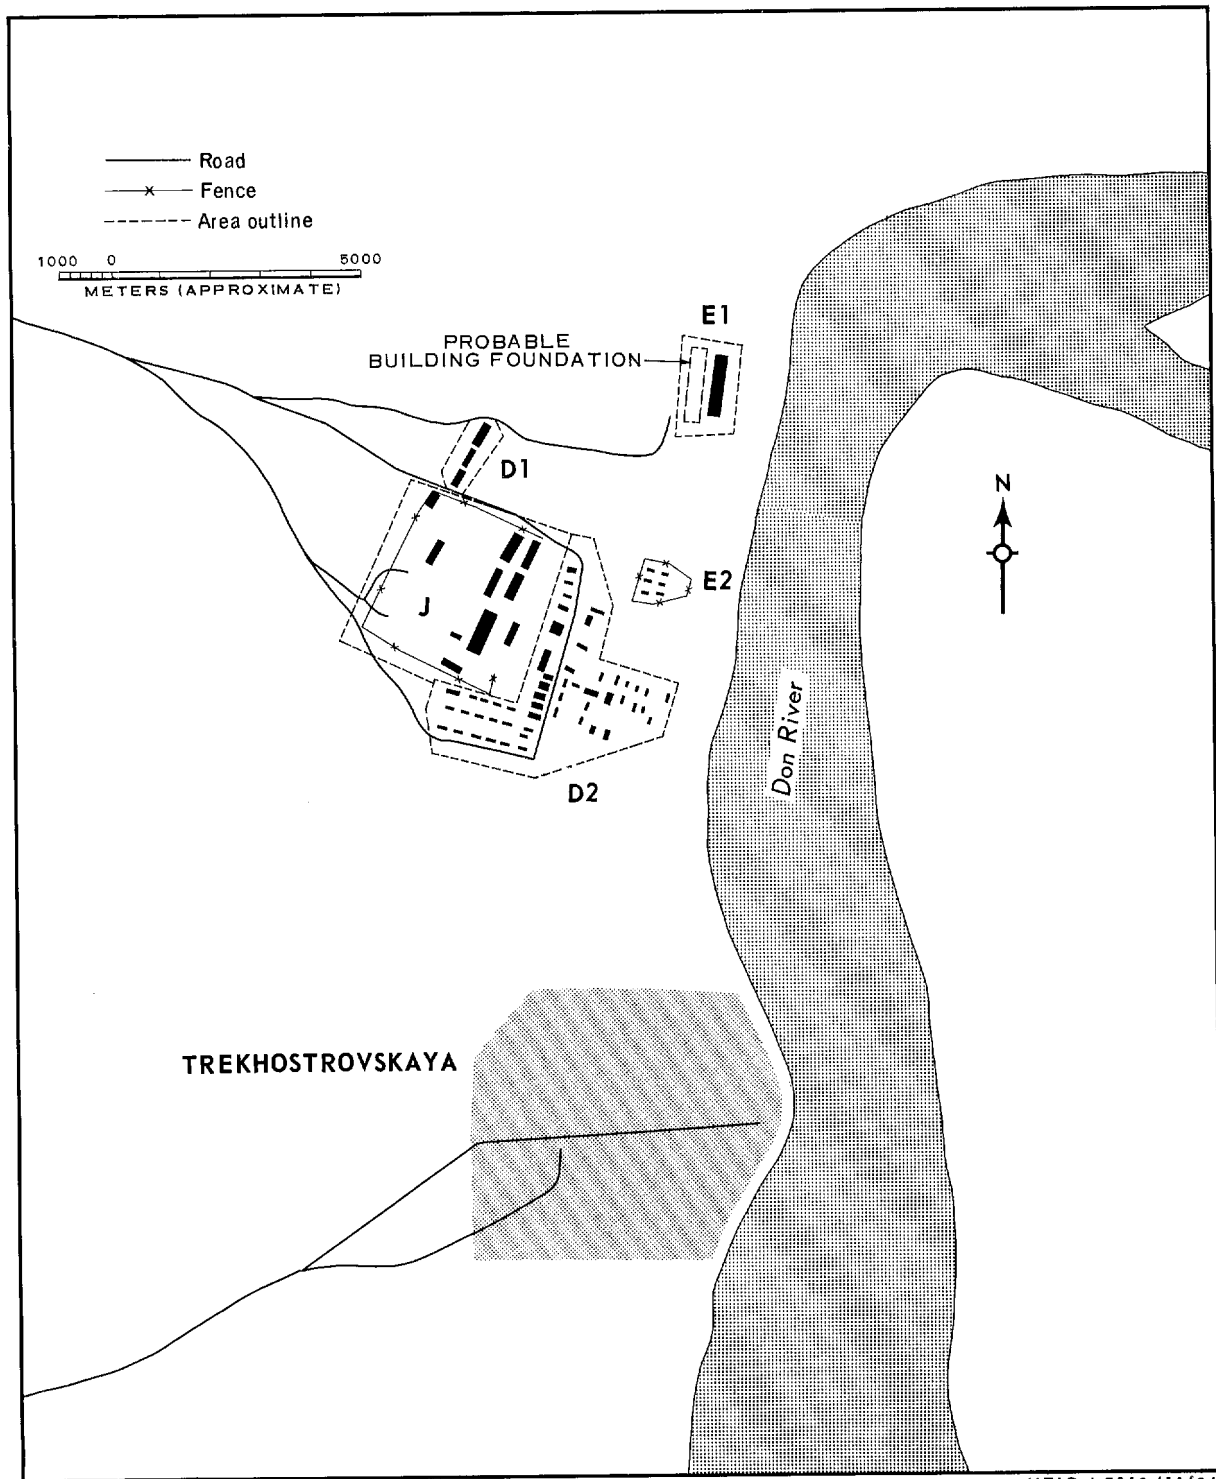 Road
Fence
Area outline
1000 0 5000
METERS (APPROXIMATE)
E1
PROBABLE
BUILDING FOUNDATION
D1
N
E2
J
Don River
D2
TREKHOSTROVSKAYA